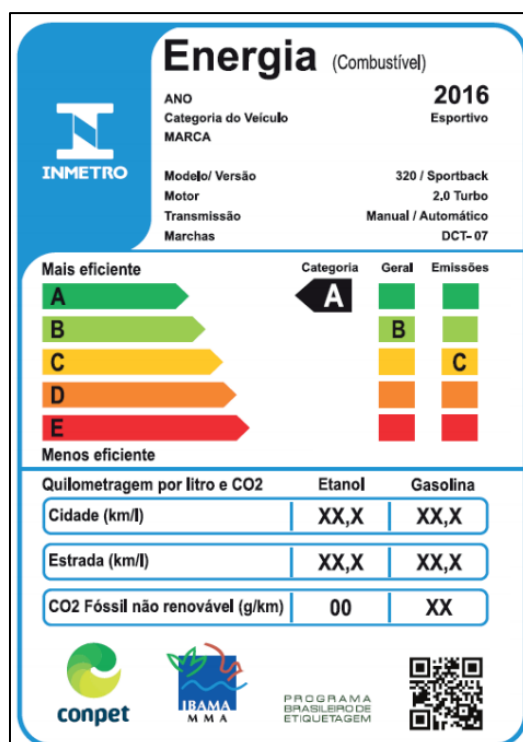 Energia (Combustível)
ANO 2016
Categoria do Veículo Esportivo
MARCA
INMETRO
Modelo/ Versão 320 / Sportback
Motor 2.0 Turbo
Transmissão Manual / Automático
Marchas DCT- 07
Mais eficiente Categoria Geral Emissões
A A
B B
C C
D
E
Menos eficiente
Quilometragem por litro e CO2 Etanol Gasolina
Cidade (km/l) XX,X XX,X
Estrada (km/l) XX,X XX,X
CO2 Fóssil não renovável (g/km) 00 XX
conpet
IBAMA
M M A
PROGRAMA
BRASILEIRO DE
ETIQUETAGEM